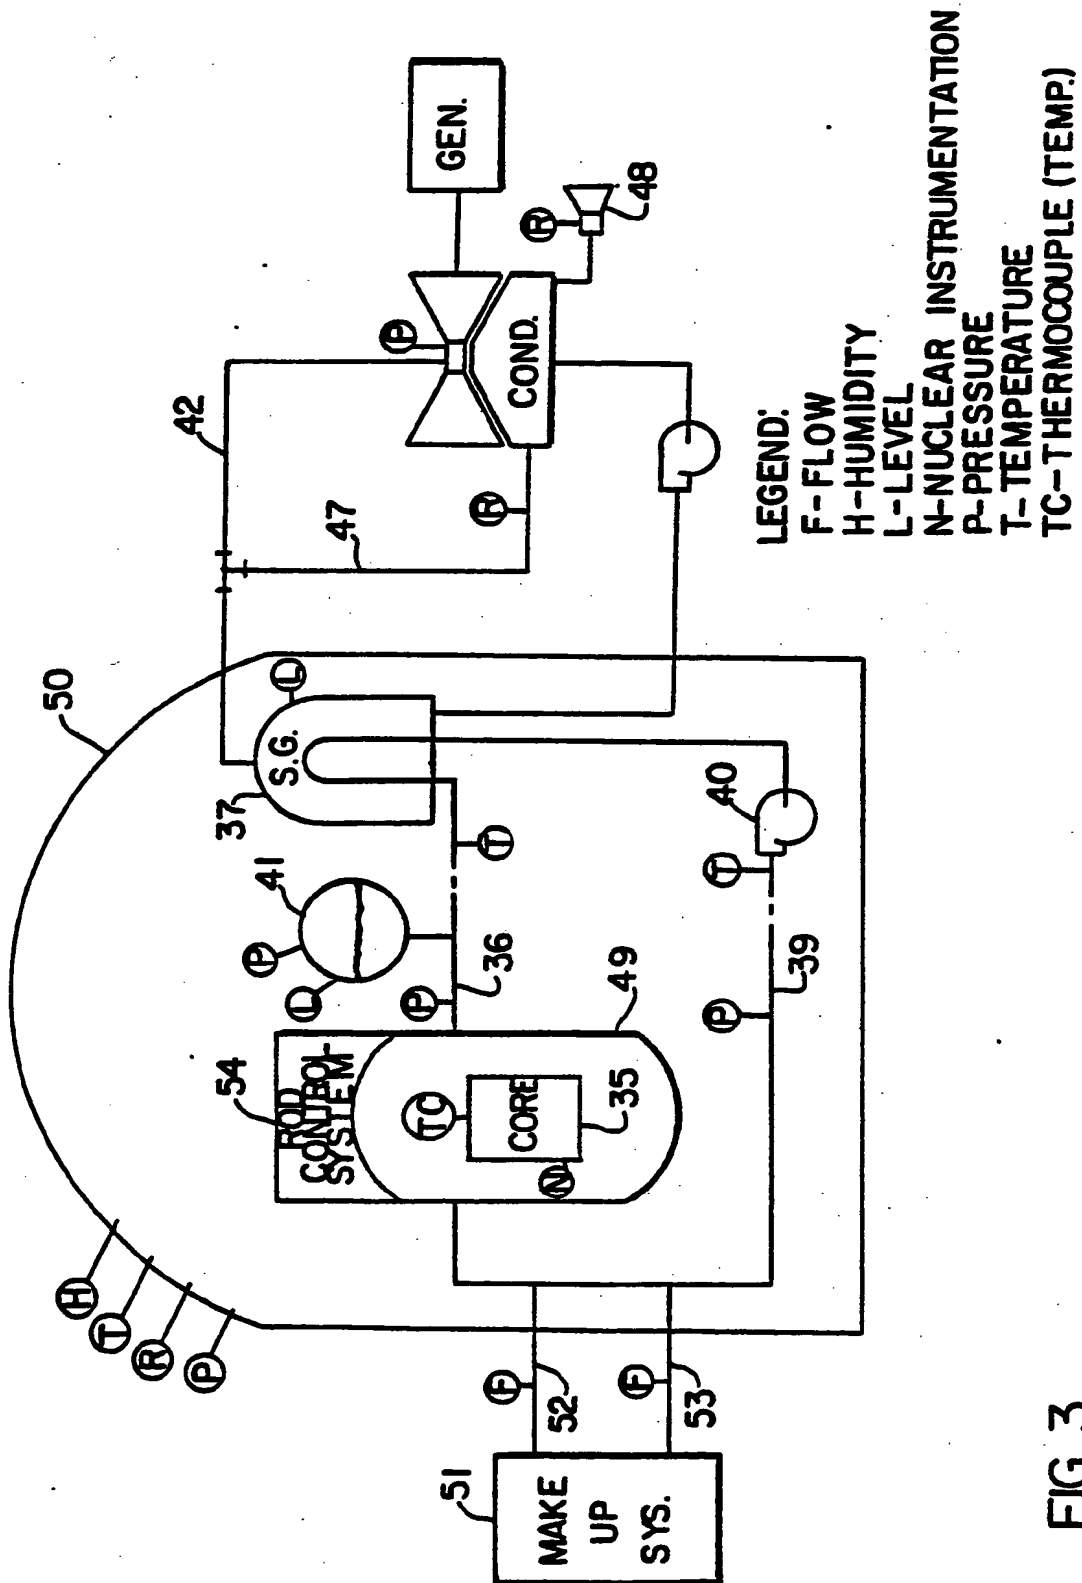 50
H
T
R
P
54
ROD
CONTROL
SYSTEM
TC
CORE
N
35
49
P
36
L
P
41
T
37
S.G.
L
42
47
R
P
COND.
GEN.
R
48
51
MAKE
UP
SYS.
F
52
F
53
P
39
T
40
LEGEND:
F-FLOW
H-HUMIDITY
L-LEVEL
N-NUCLEAR INSTRUMENTATION
P-PRESSURE
T-TEMPERATURE
TC-THERMOCOUPLE (TEMP.)
FIG. 3